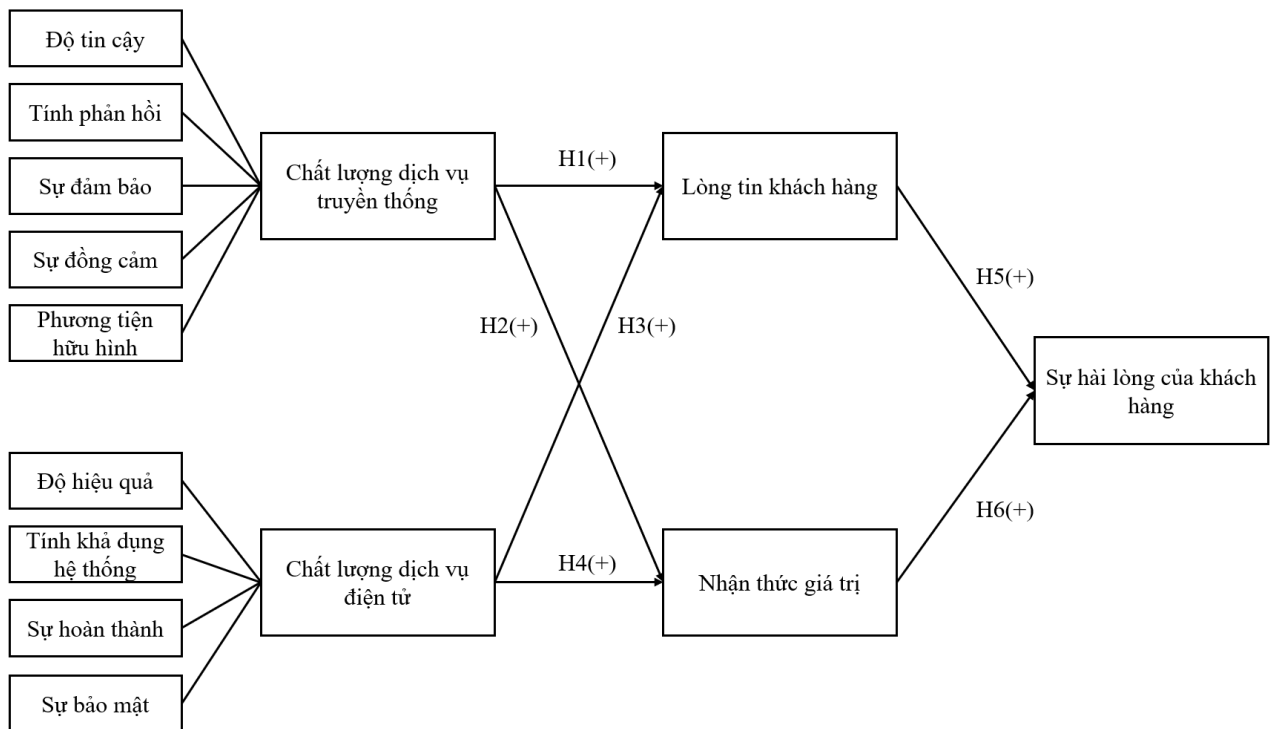 Độ tin cậy
Tính phản hồi
Sự đảm bảo
Sự đồng cảm
Phương tiện
hữu hình
Chất lượng dịch vụ
truyền thống
H1(+)
Lòng tin khách hàng
H2(+)
H3(+)
H5(+)
Sự hài lòng của khách
hàng
Độ hiệu quả
Tính khả dụng
hệ thống
Sự hoàn thành
Sự bảo mật
Chất lượng dịch vụ
điện tử
H4(+)
Nhận thức giá trị
H6(+)